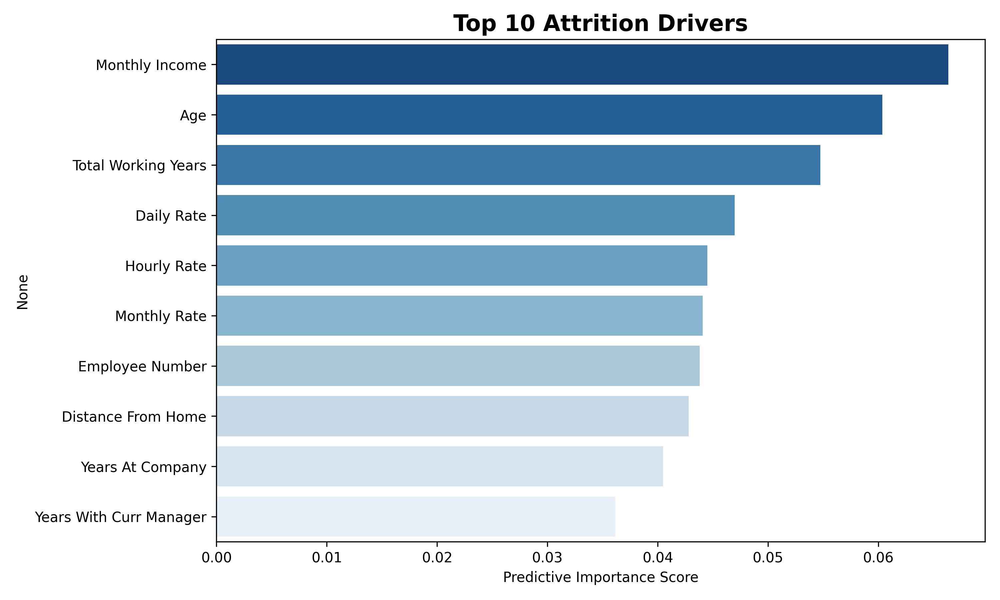 Top 10 Attrition Drivers
Monthly Income
Age
Total Working Years
Daily Rate
Hourly Rate
Monthly Rate
Employee Number
Distance From Home
Years At Company
Years With Curr Manager
None
0.00 0.01 0.02 0.03 0.04 0.05 0.06
Predictive Importance Score